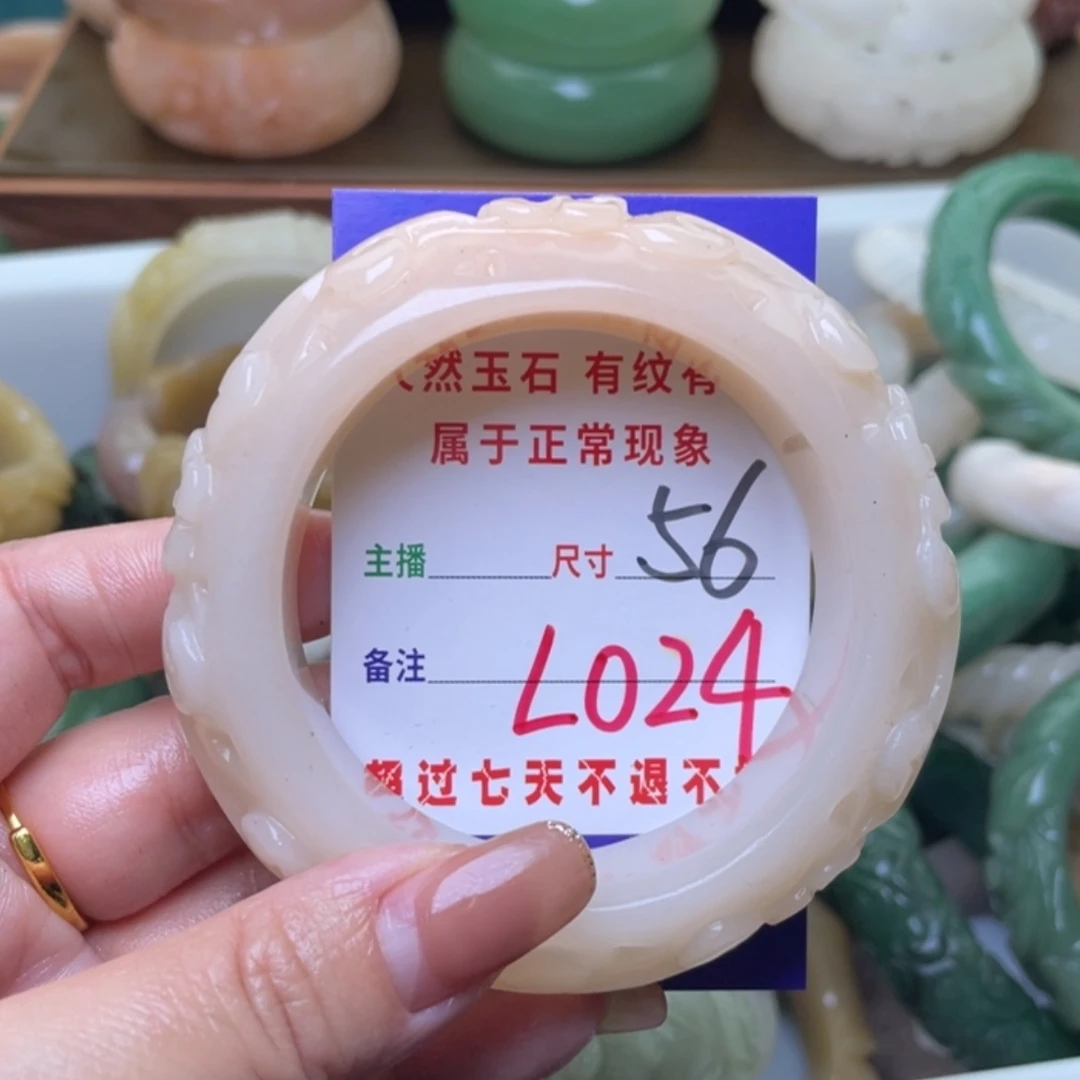 然玉石 有纹有
属于正常现象
主播 尺寸 56
备注 L024
超过七天不退不